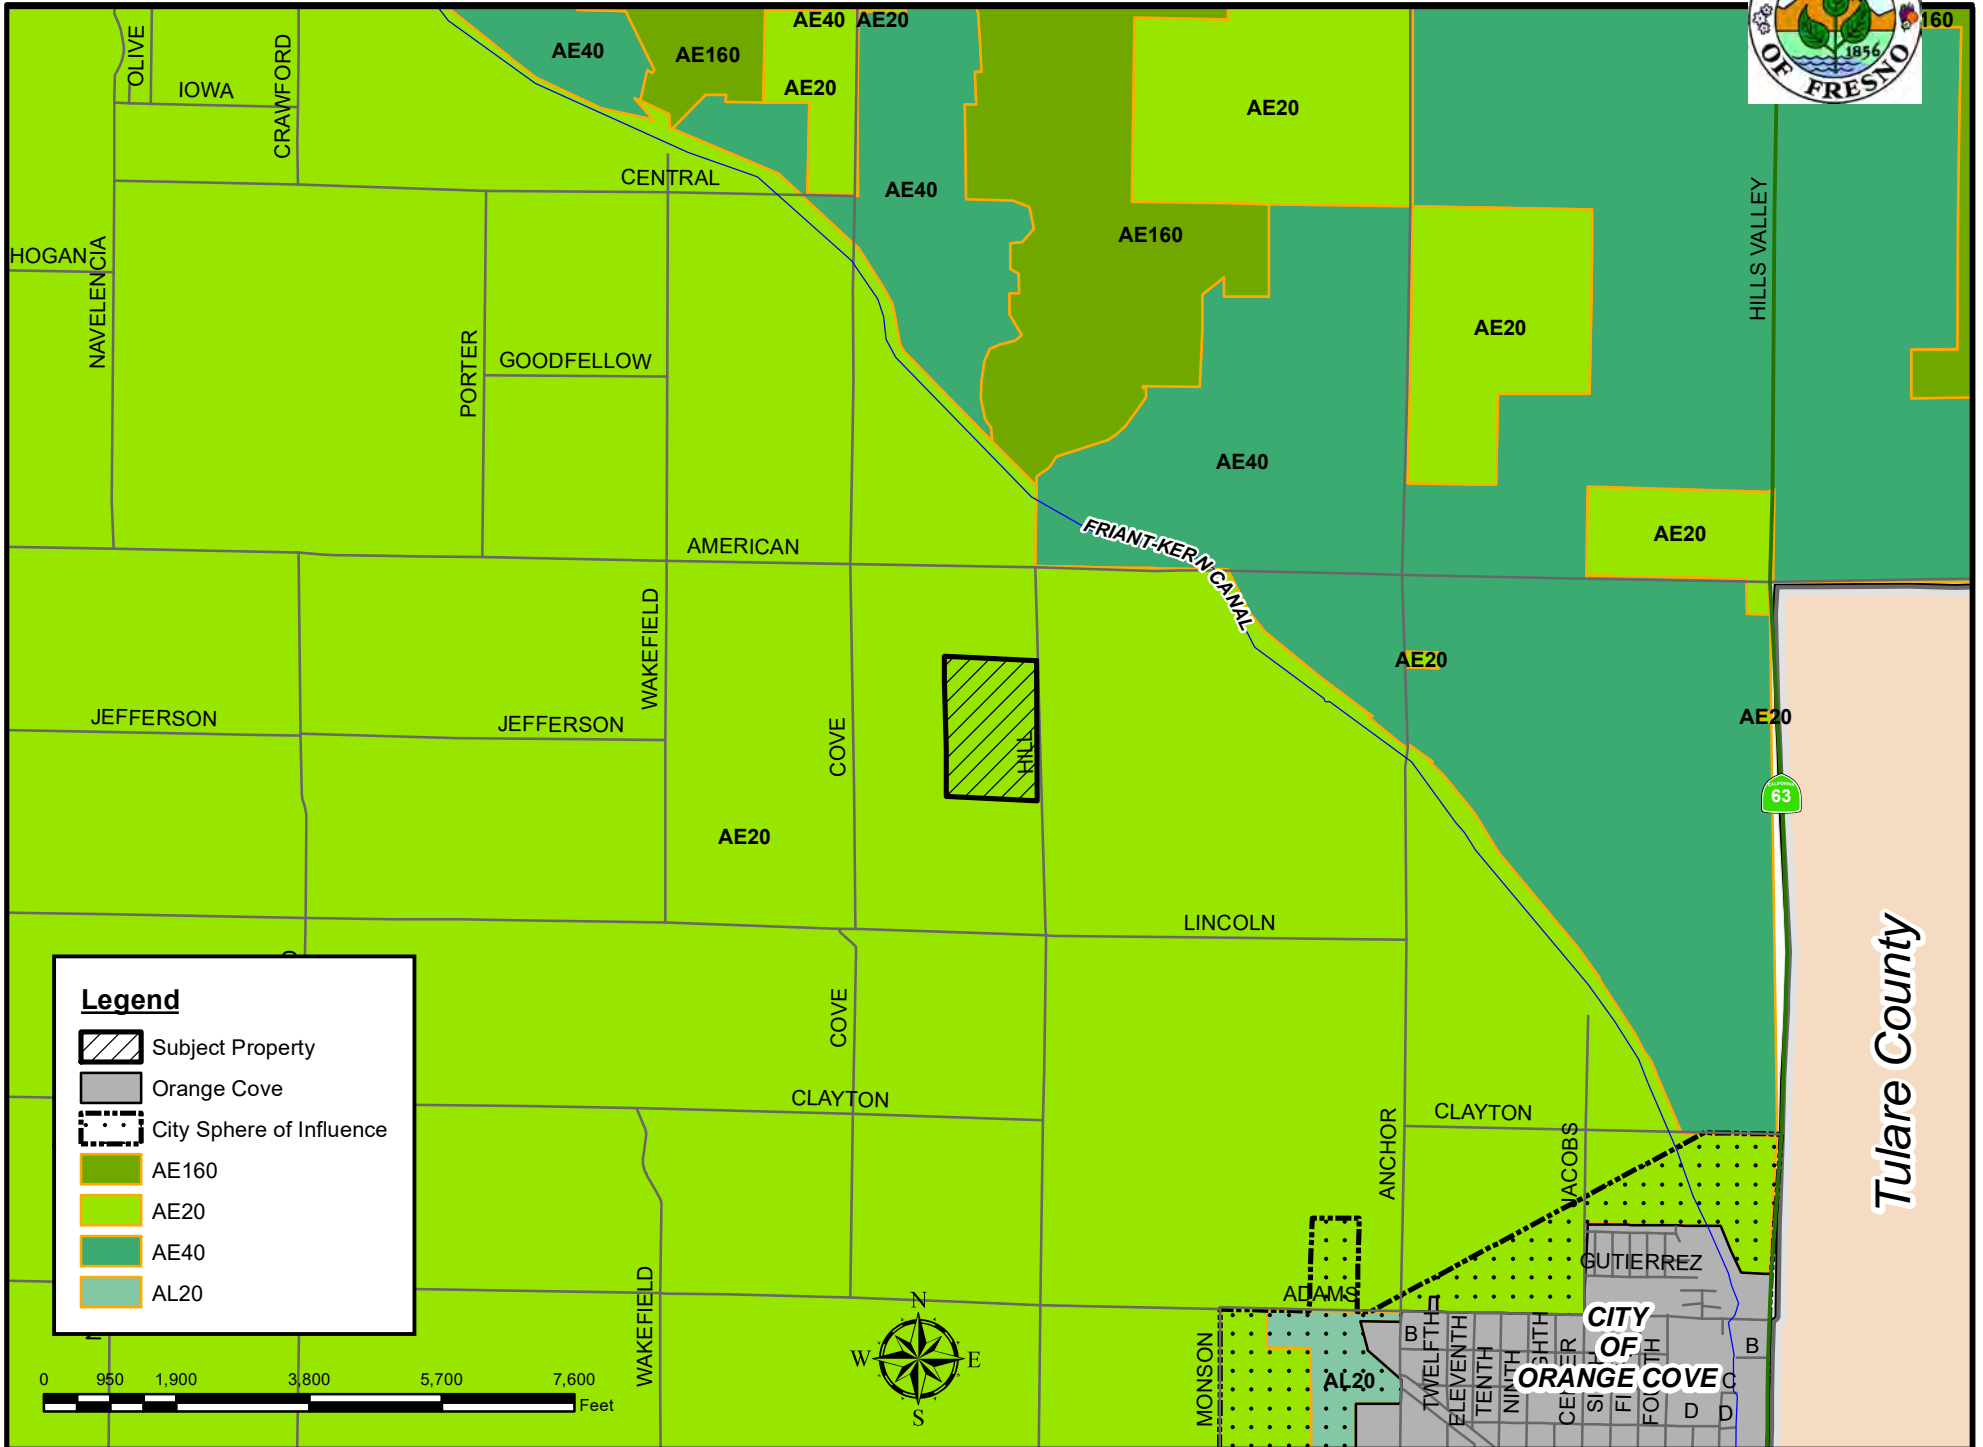 AE40
AE20
160
OLIVE
CRAWFORD
AE40
AE160
AE20
1856
OF FRESNO
IOWA
AE20
CENTRAL
AE40
HILLS VALLEY
AE160
HOGAN
NAVELENCIA
PORTER
GOODFELLOW
AE20
AE40
AMERICAN
FRIANT-KERN CANAL
AE20
WAKEFIELD
AE20
JEFFERSON
JEFFERSON
COVE
HILL
AE20
CALIFORNIA
63
AE20
LINCOLN
Tulare County
Legend
Subject Property
Orange Cove
City Sphere of Influence
AE160
AE20
AE40
AL20
COVE
CLAYTON
CLAYTON
ANCHOR
JACOBS
GUTIERREZ
ADAMS
WAKEFIELD
N
W
E
S
MONSON
AL20
B
TWELFTH
ELEVENTH
TENTH
NINTH
CITY
OF
ORANGE COVE
B
C
D
D
0 950 1,900 3,800 5,700 7,600
Feet